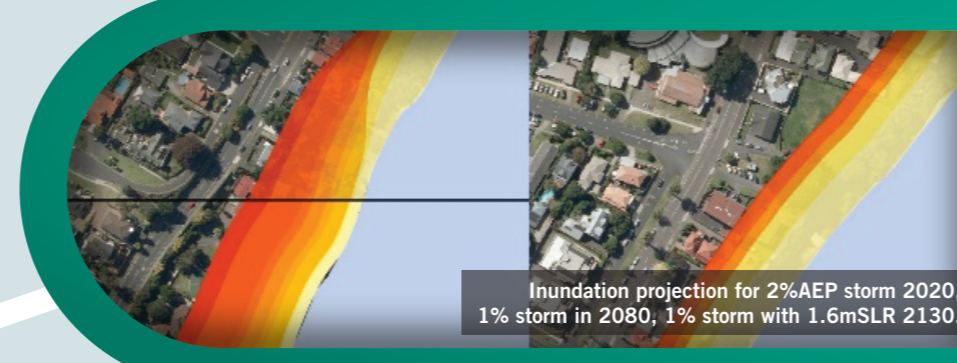 Inundation projection for 2%AEP storm 2020,
1% storm in 2080, 1% storm with 1.6mSLR 2130.